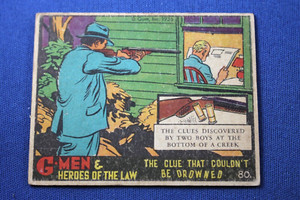 THE CLUES DISCOVERED
BY TWO BOYS AT THE
BOTTOM OF A CREEK
G-MEN &
HEROES OF THE LAW
THE CLUE THAT COULDN'T
BE DROWNED
80.